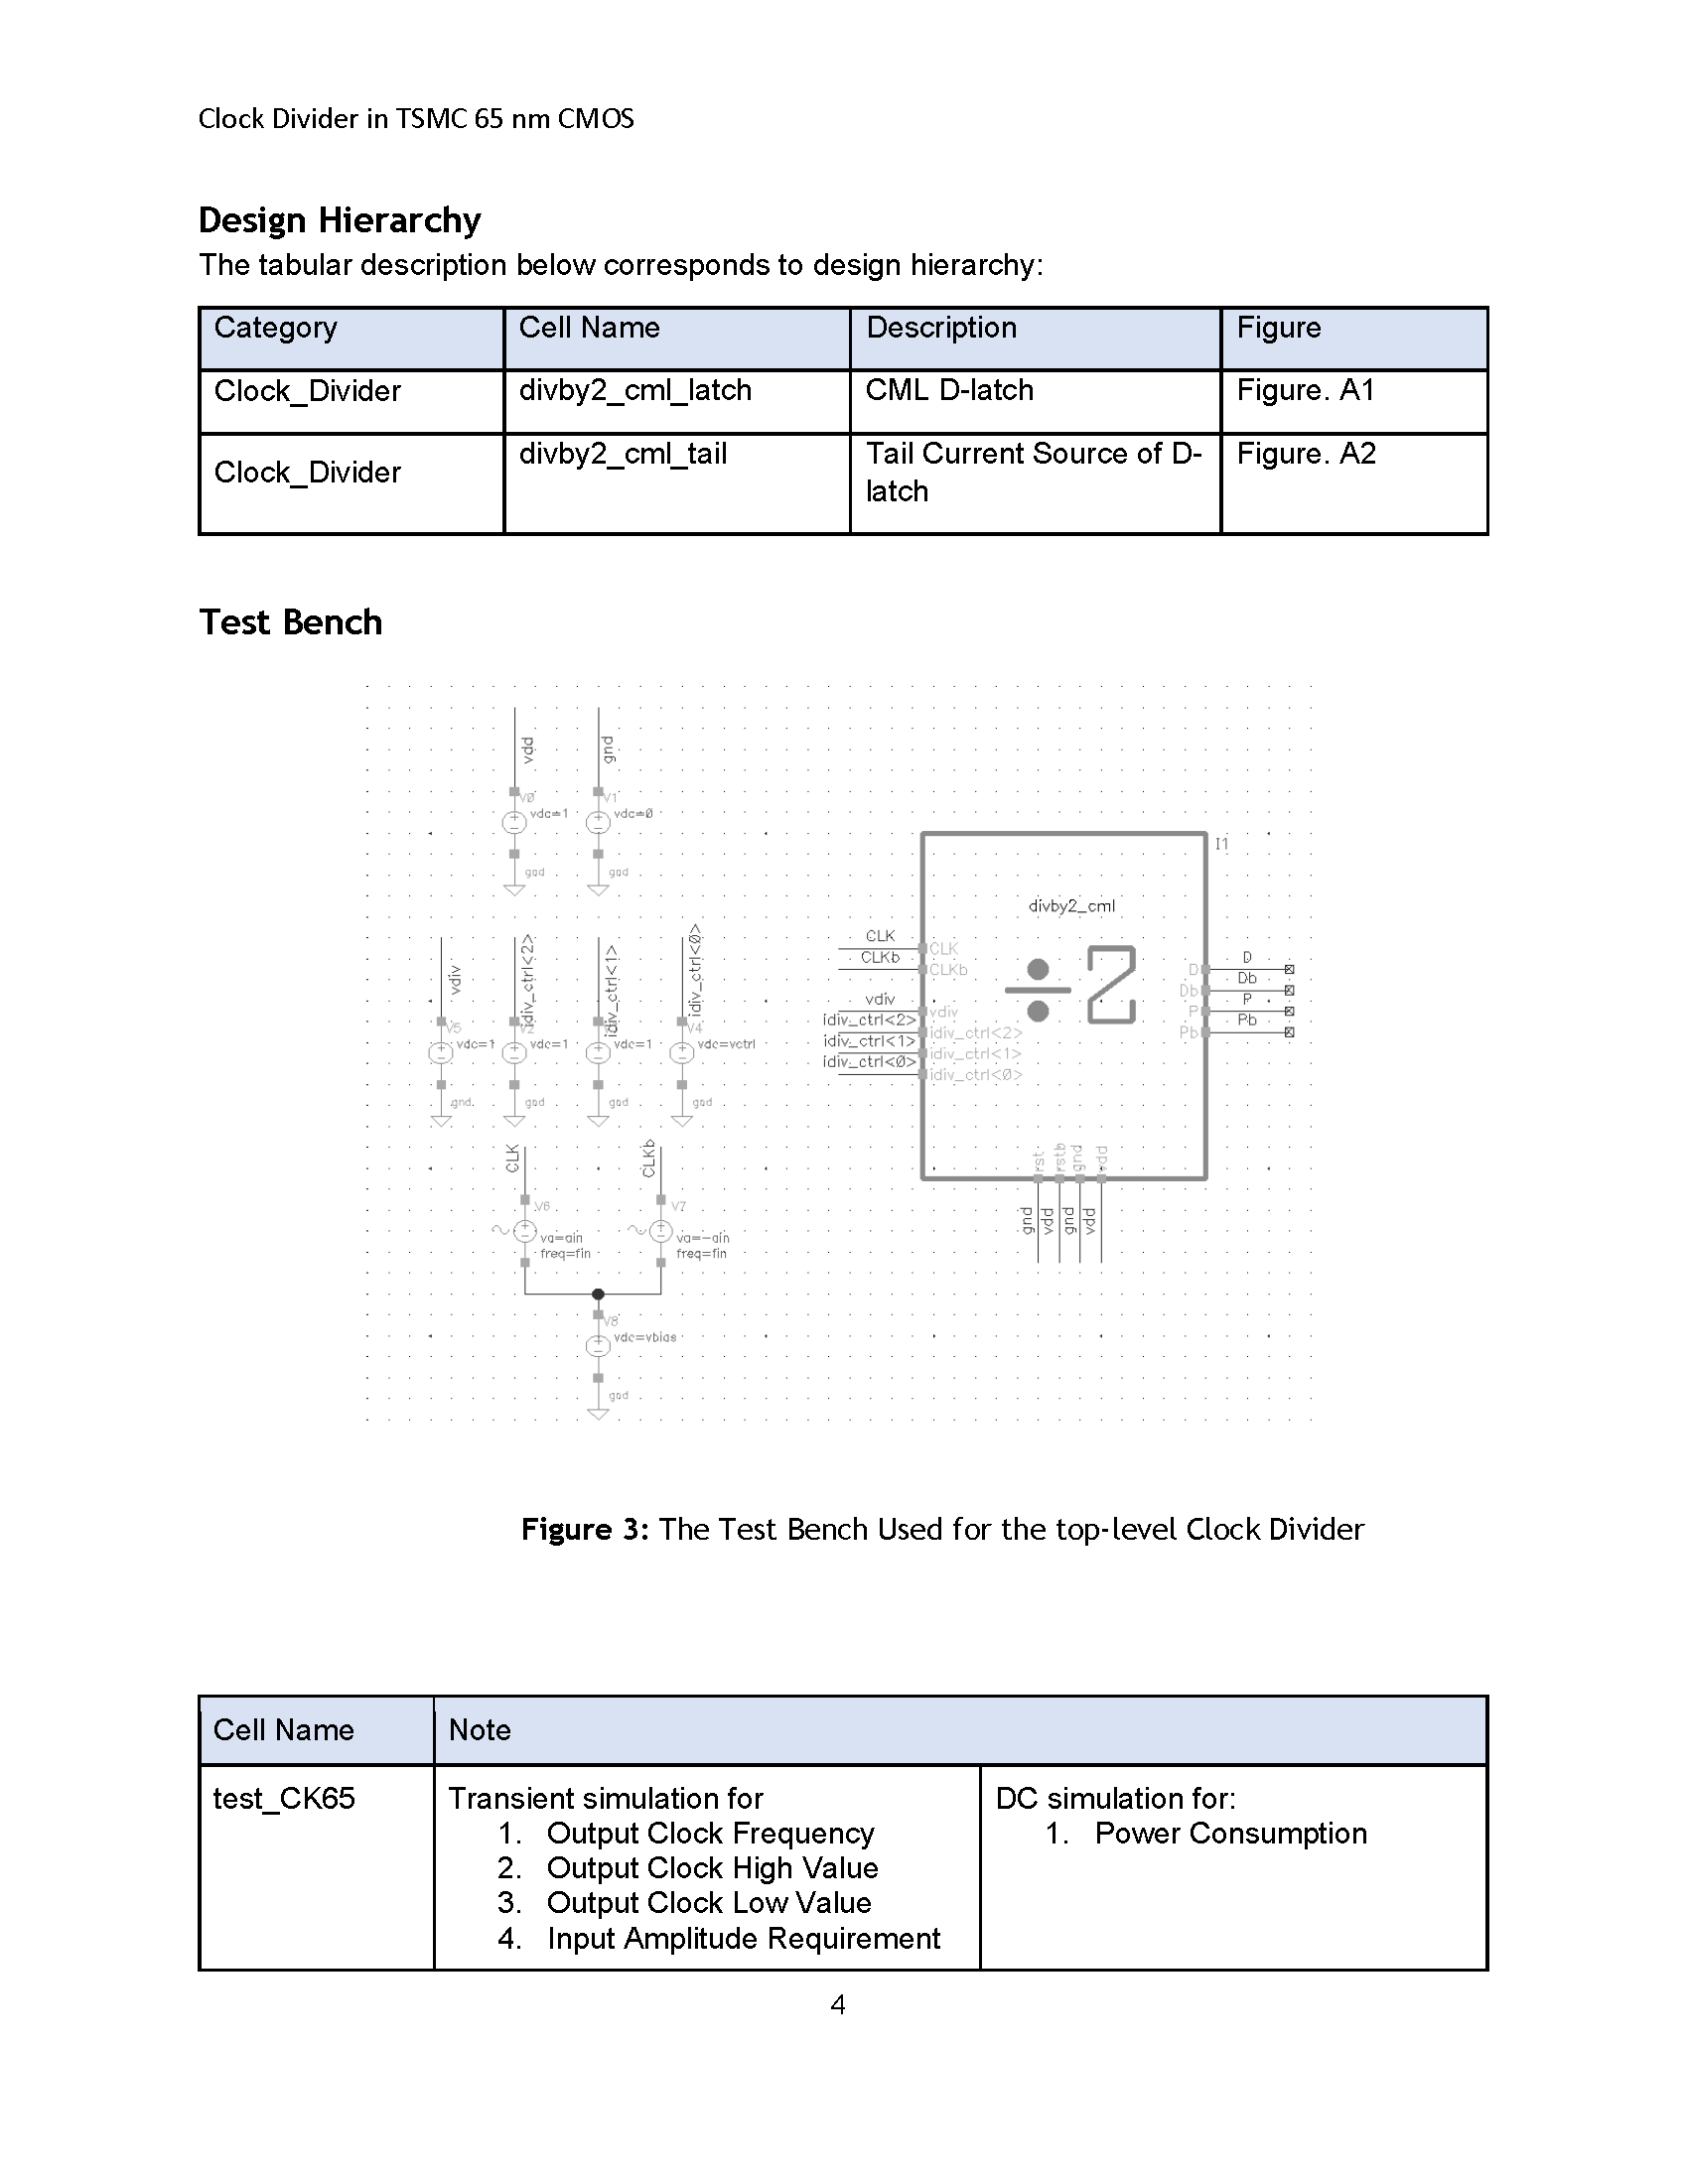 Clock Divider in TSMC 65 nm CMOS
Design Hierarchy
The tabular description below corresponds to design hierarchy:
Category Cell Name Description Figure
Clock_Divider divby2_cml_latch CML D-latch Figure. A1
Clock_Divider divby2_cml_tail Tail Current Source of D-
latch Figure. A2
Test Bench
vdd
gnd
V0
vdc=1
gnd
V1
vdc=0
gnd
vdiv
idiv_ctrl<2>
idiv_ctrl<1>
idiv_ctrl<0>
V5
vdc=1
gnd
V2
vdc=1
gnd
vdc=1
gnd
V4
vdc=vctrl
gnd
CLK
CLKb
V6
va=ain
freq=fin
V7
va=-ain
freq=fin
V8
vdc=vbias
gnd
I1
divby2_cml
÷2
CLK
CLKb
vdiv
idiv_ctrl<2>
idiv_ctrl<1>
idiv_ctrl<0>
CLK
CLKb
vdiv
idiv_ctrl<2>
idiv_ctrl<1>
idiv_ctrl<0>
D
Db
P
Pb
D
Db
P
Pb
rst
rstb
gnd
vdd
gnd
vdd
gnd
vdd
Figure 3: The Test Bench Used for the top-level Clock Divider
Cell Name Note
test_CK65
Transient simulation for
1. Output Clock Frequency
2. Output Clock High Value
3. Output Clock Low Value
4. Input Amplitude Requirement
DC simulation for:
1. Power Consumption
4